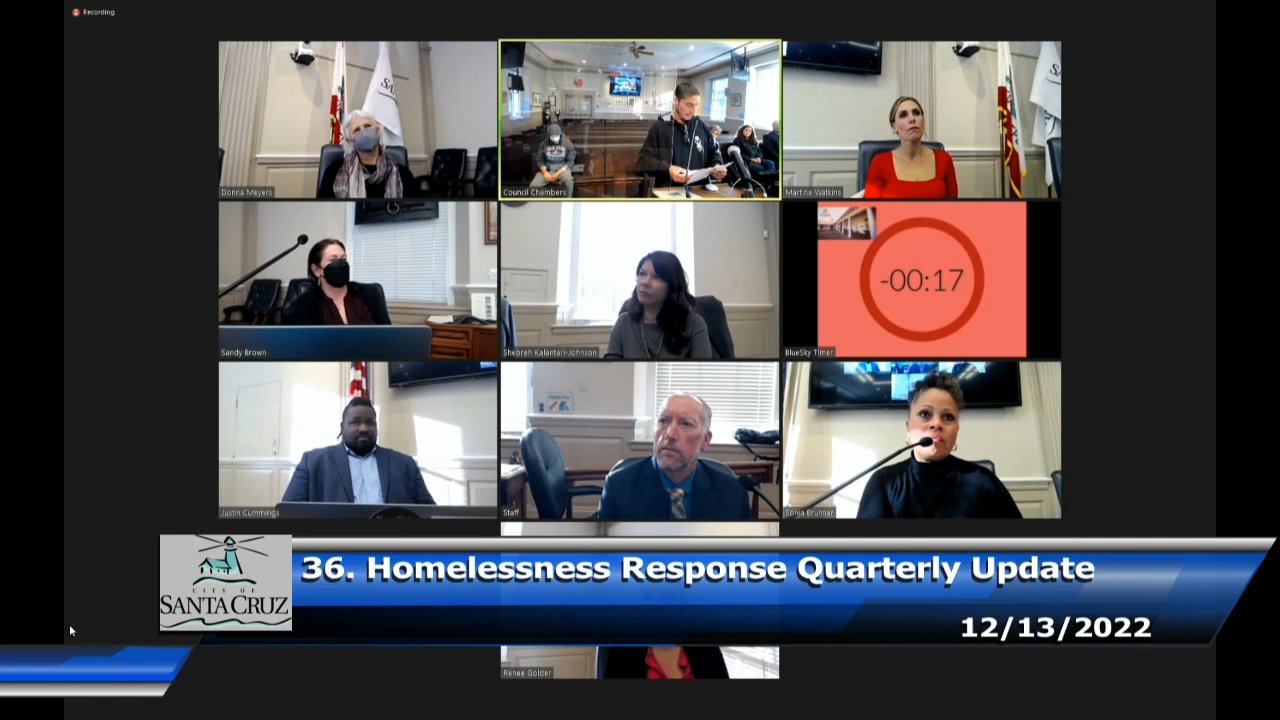 Recording
Donna Meyers
Council Chambers
Martine Watkins
Sandy Brown
Shebreh Kalantari-Johnson
BlueSky Timer
-00:17
Justin Cummings
Staff
Sonja Brunner
36. Homelessness Response Quarterly Update
CITY OF
SANTA CRUZ
12/13/2022
Renee Golder